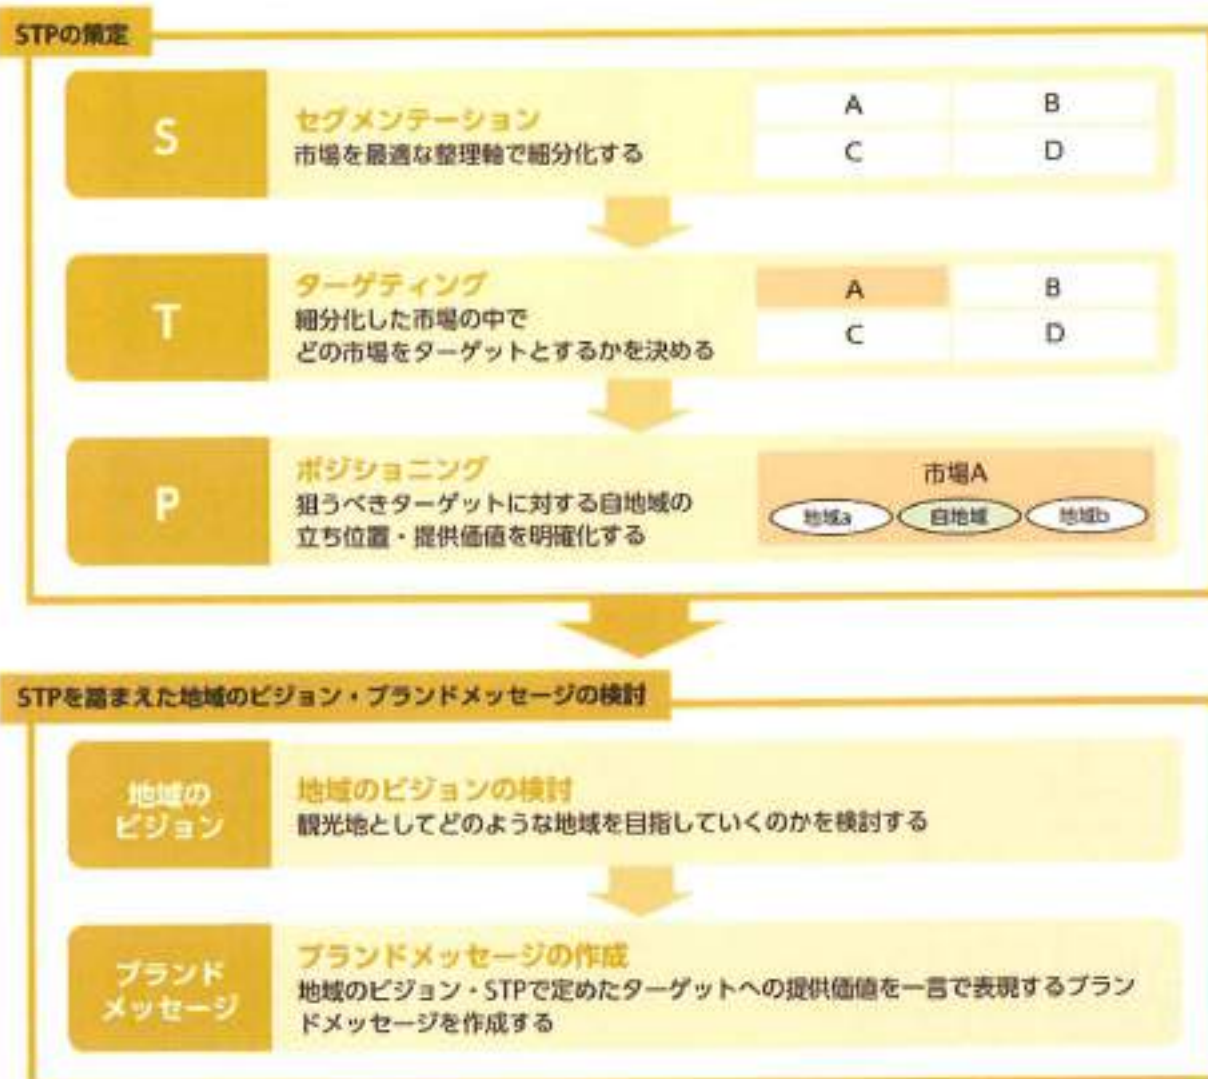 STPの策定
S
セグメンテーション
市場を最適な整理軸で細分化する
A
B
C
D
T
ターゲティング
細分化した市場の中で
どの市場をターゲットとするかを決める
A
B
C
D
P
ポジショニング
狙うべきターゲットに対する自地域の
立ち位置・提供価値を明確化する
市場A
地域a
自地域
地域b
STPを踏まえた地域のビジョン・ブランドメッセージの検討
地域の
ビジョン
地域のビジョンの検討
観光地としてどのような地域を目指していくのかを検討する
ブランド
メッセージ
ブランドメッセージの作成
地域のビジョン・STPで定めたターゲットへの提供価値を一言で表現するブラン
ドメッセージを作成する